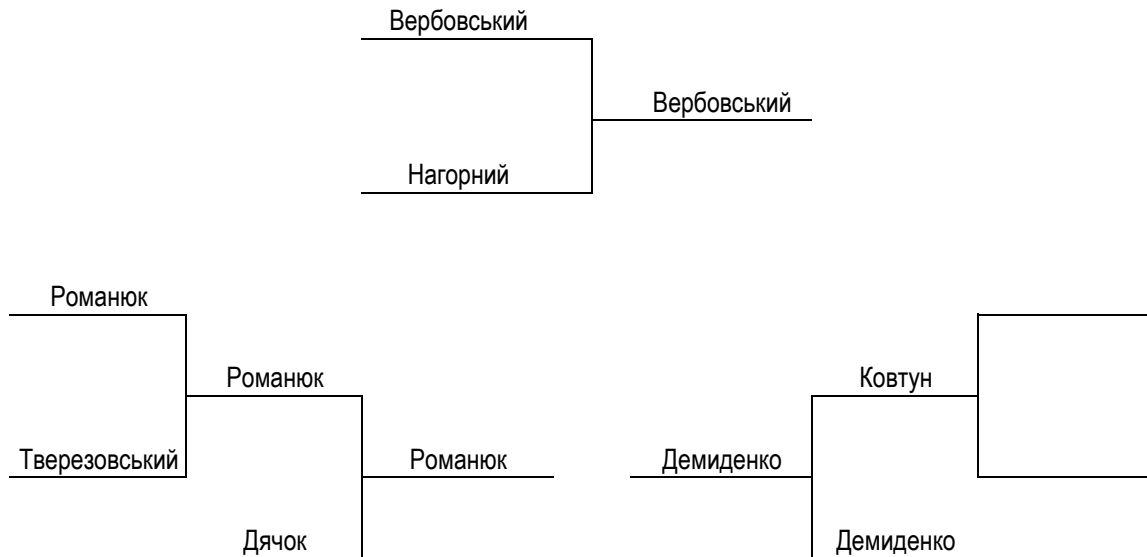 Вербовський
Вербовський
Нагорний
Романюк
Романюк
Ковтун
Тверезовський
Романюк
Демиденко
Дячок
Демиденко